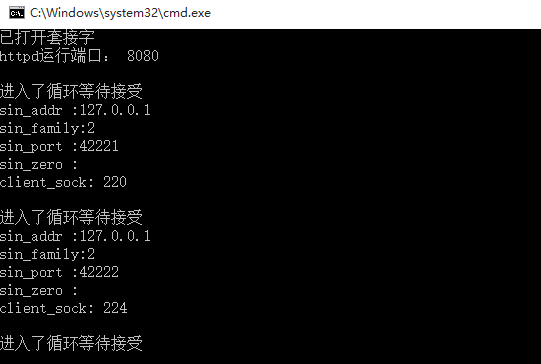 C:\Windows\system32\cmd.exe
已打开套接字
httpd运行端口： 8080
进入了循环等待接受
sin_addr :127.0.0.1
sin_family:2
sin_port :42221
sin_zero :
client_sock: 220
进入了循环等待接受
sin_addr :127.0.0.1
sin_family:2
sin_port :42222
sin_zero :
client_sock: 224
进入了循环等待接受